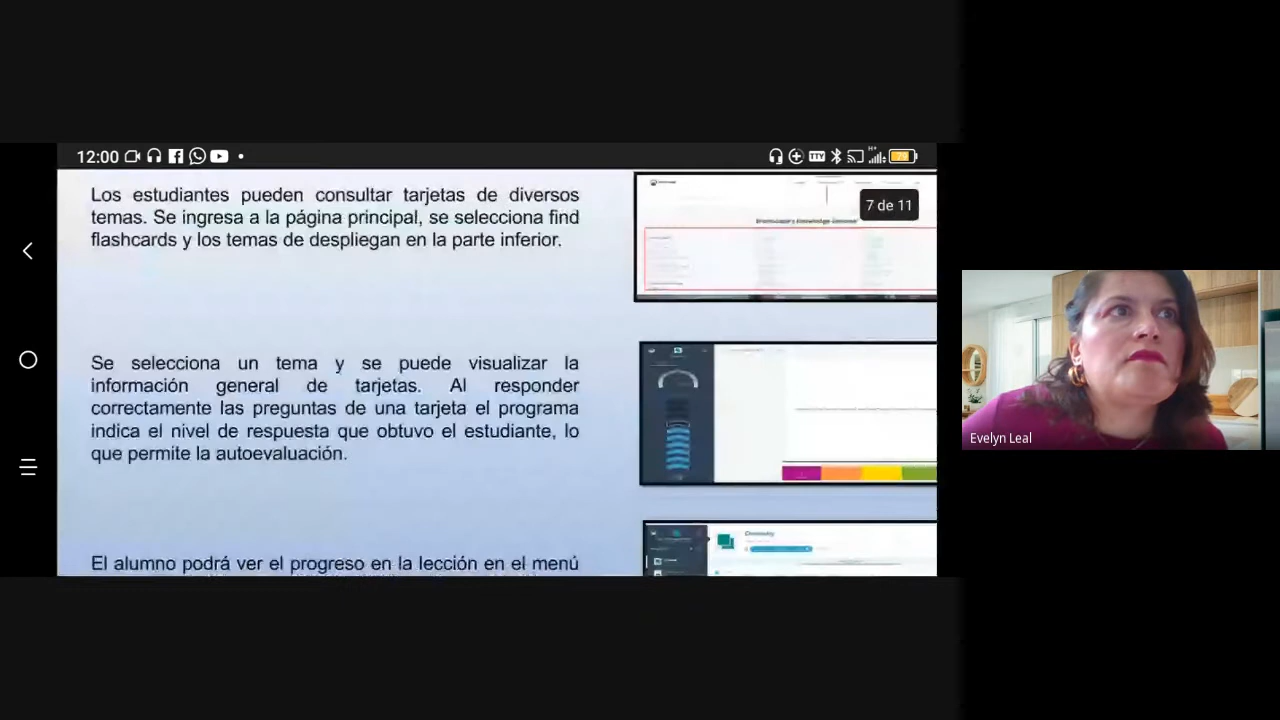 12:00
TTY
H+
79
Los estudiantes pueden consultar tarjetas de diversos
temas. Se ingresa a la página principal, se selecciona find
flashcards y los temas de despliegan en la parte inferior.
7 de 11
Se selecciona un tema y se puede visualizar la
información general de tarjetas. Al responder
correctamente las preguntas de una tarjeta el programa
indica el nivel de respuesta que obtuvo el estudiante, lo
que permite la autoevaluación.
El alumno podrá ver el progreso en la lección en el menú
Evelyn Leal